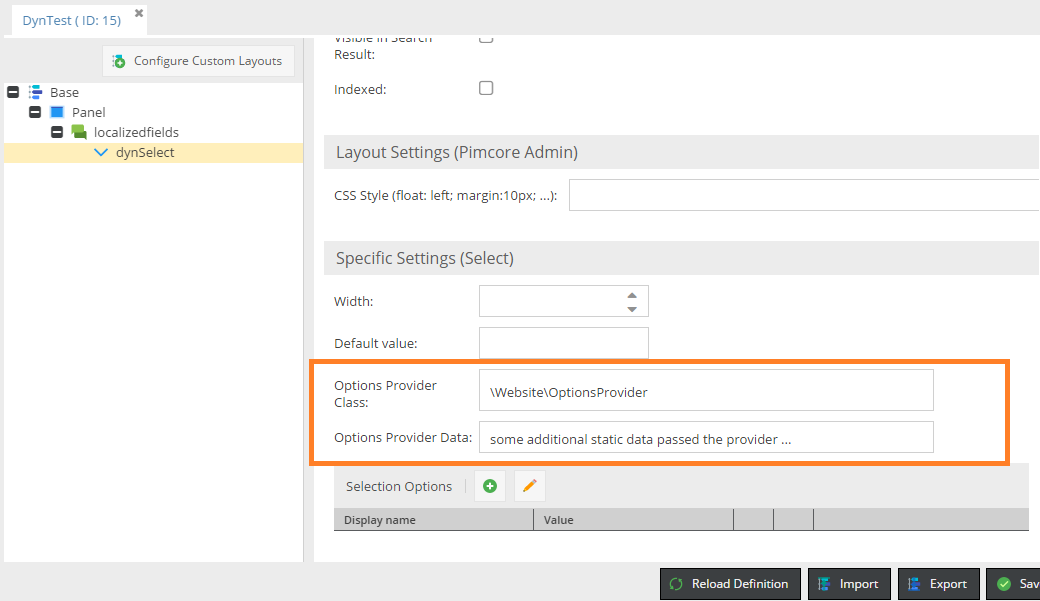 DynTest ( ID: 15)
Configure Custom Layouts
Base
Panel
localizedfields
dynSelect
Visible in Search
Result:
Indexed:
Layout Settings (Pimcore Admin)
CSS Style (float: left; margin:10px; ...):
Specific Settings (Select)
Width:
Default value:
Options Provider
Class:
\Website\OptionsProvider
Options Provider Data:
some additional static data passed the provider ...
Selection Options
Display name
Value
Reload Definition
Import
Export
Sav